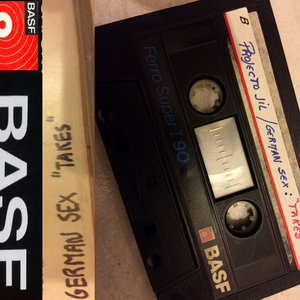 BASF
BASF
GERMAN SEX "TAKES"
B
PROJECTO JIL / GERMAN SEX: "TAKES
Ferro Super I 90
BASF